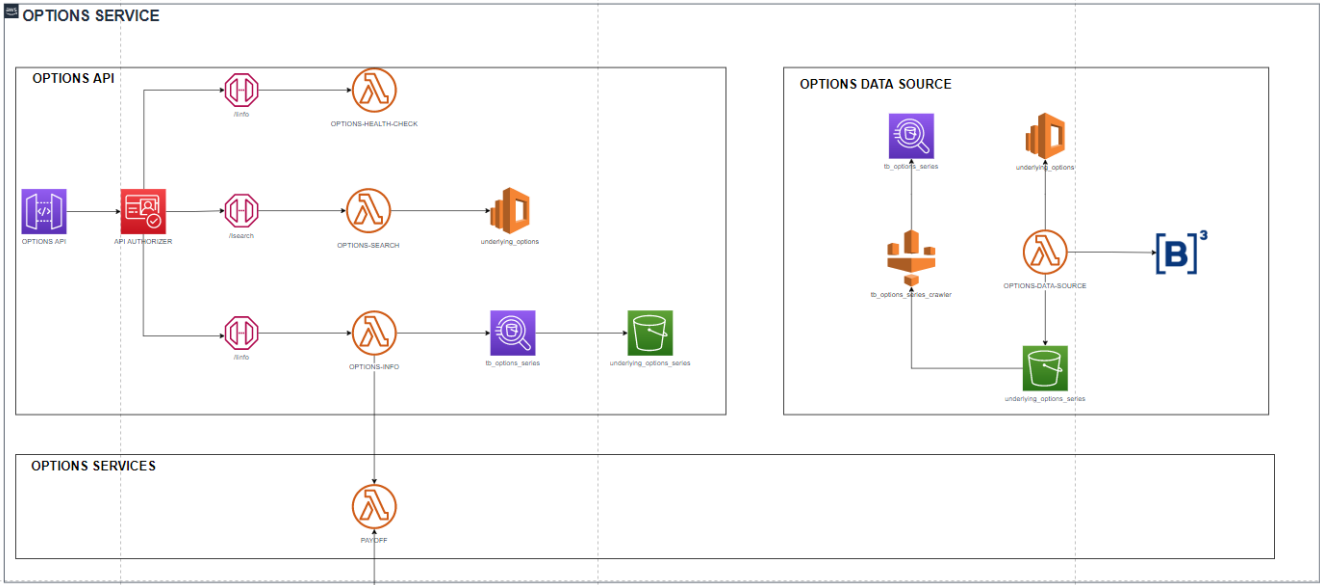 aws
OPTIONS SERVICE
OPTIONS API
/info
OPTIONS-HEALTH-CHECK
OPTIONS API
API AUTHORIZER
/search
OPTIONS-SEARCH
underlying_options
/info
OPTIONS-INFO
tb_options_series
underlying_options_series
OPTIONS DATA SOURCE
tb_options_series
underlying_options
tb_options_series_crawler
OPTIONS-DATA-SOURCE
[B]³
underlying_options_series
OPTIONS SERVICES
PAYOFF